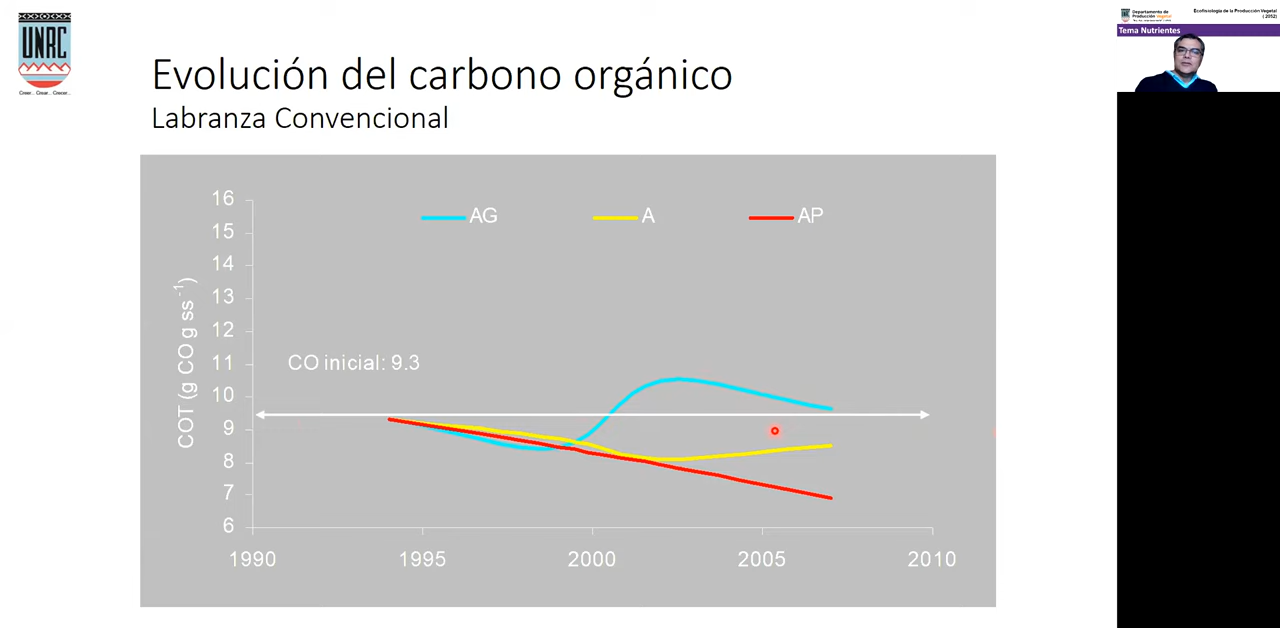 UNRC
Crear... Crear... Crecer...
Evolución del carbono orgánico
Labranza Convencional
AG
A
AP
16
15
14
13
12
11
10
9
8
7
6
COT (g CO g ss⁻¹)
CO inicial: 9.3
1990
1995
2000
2005
2010
Departamento de
Producción Vegetal
Ecofisiología de la Producción Vegetal
( 2052)
Tema Nutrientes